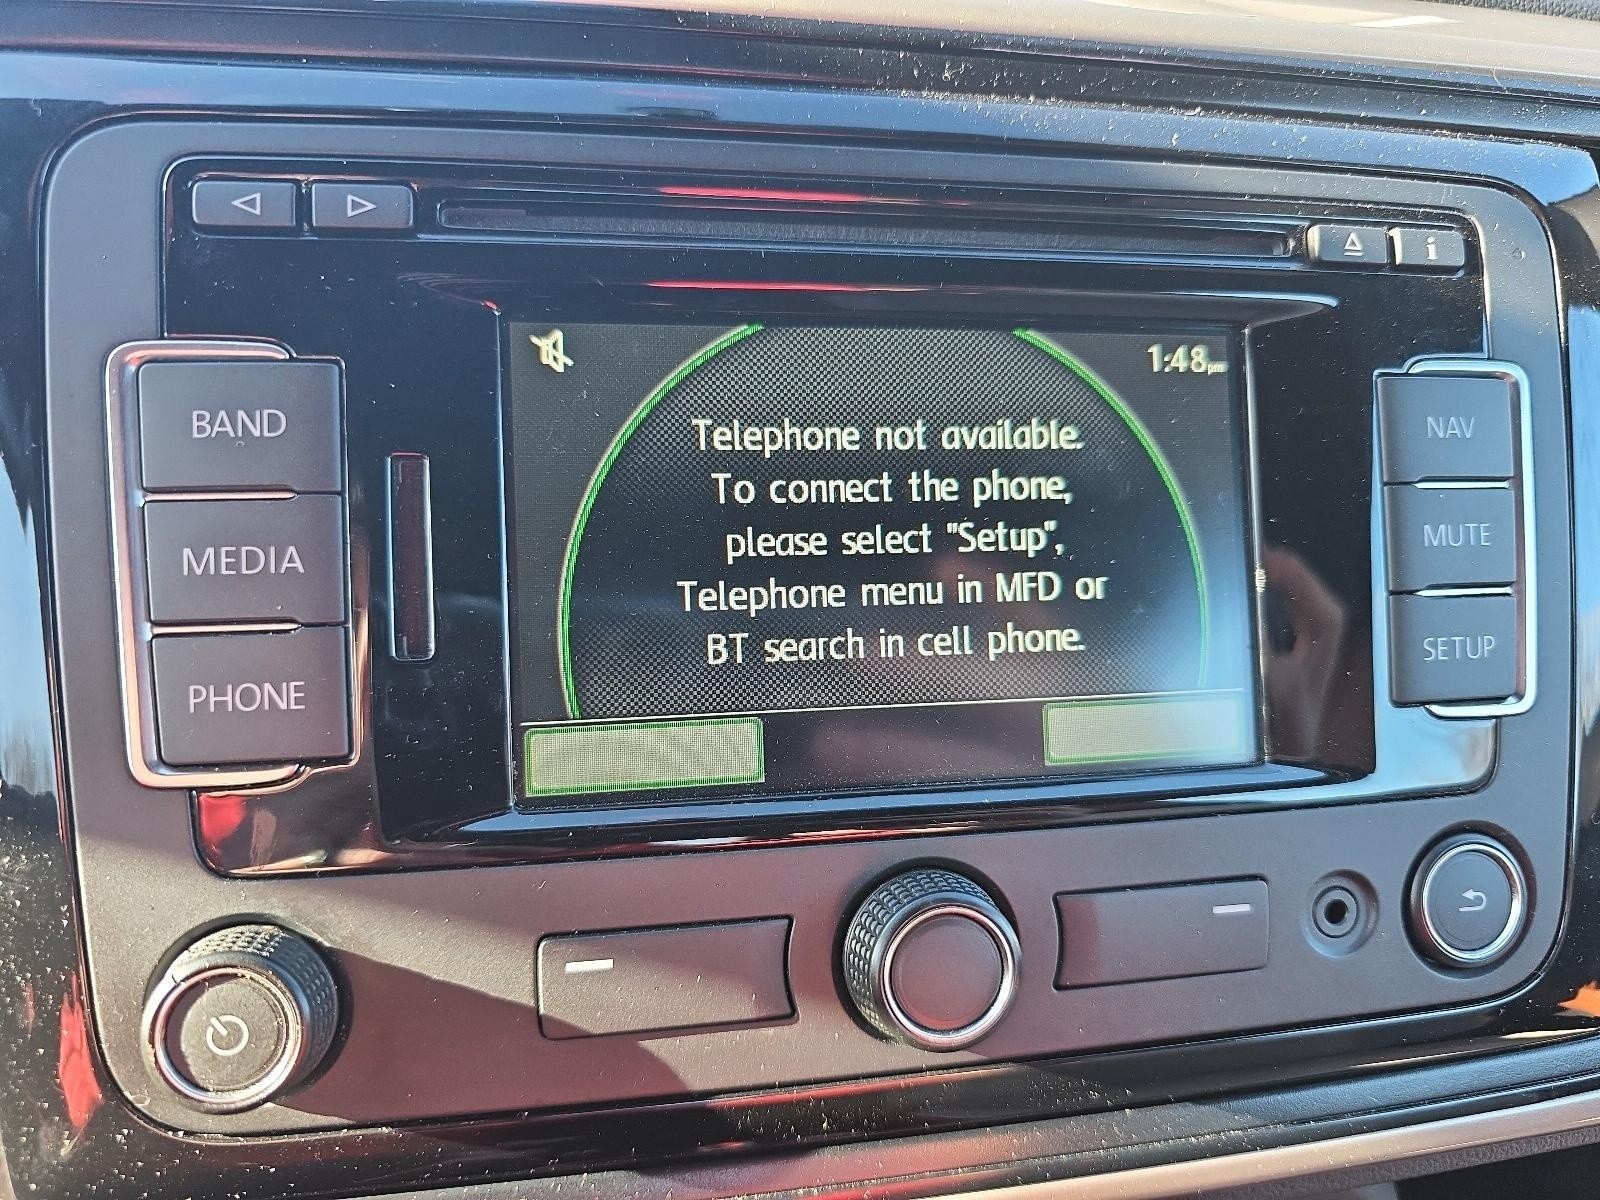 1:48pm
BAND
MEDIA
PHONE
Telephone not available.
To connect the phone,
please select "Setup",
Telephone menu in MFD or
BT search in cell phone.
NAV
MUTE
SETUP
i